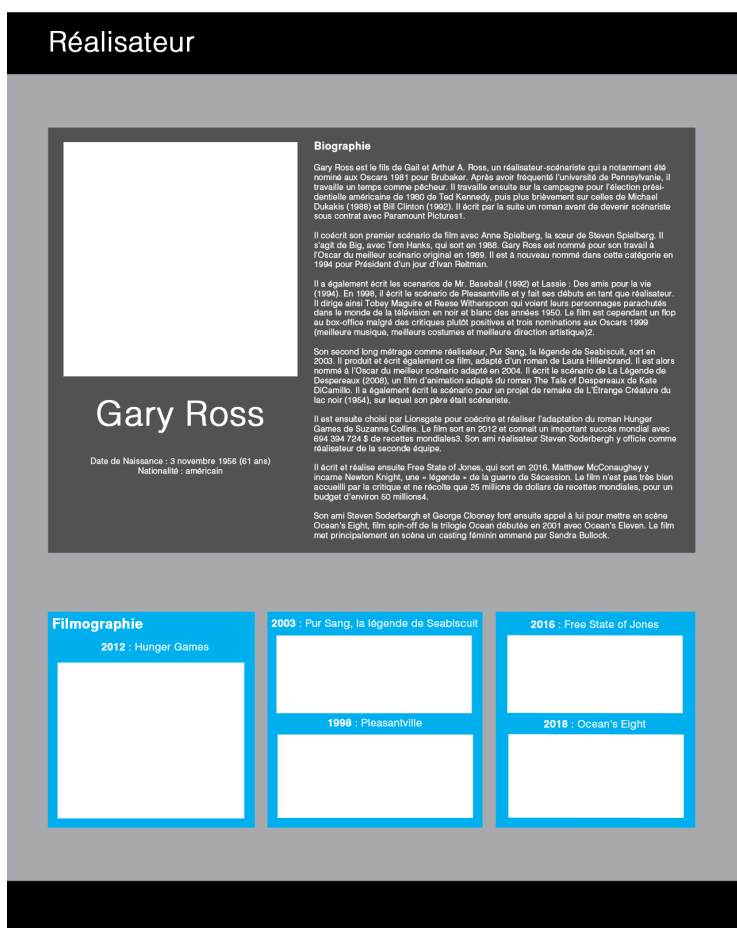 Réalisateur
Gary Ross
Date de Naissance : 3 novembre 1956 (61 ans)
Nationalité : américain
Biographie
Gary Ross est le fils de Gail et Arthur A. Ross, un réalisateur-scénariste qui a notamment été
nominé aux Oscars 1981 pour Brubaker. Après avoir fréquenté l'université de Pennsylvanie, il
travaille un temps comme pêcheur. Il travaille ensuite sur la campagne pour l'élection prési-
dentielle américaine de 1980 de Ted Kennedy, puis plus brièvement sur celles de Michael
Dukakis (1988) et Bill Clinton (1992). Il écrit par la suite un roman avant de devenir scénariste
sous contrat avec Paramount Pictures1.
Il coécrit son premier scénario de film avec Anne Spielberg, la sœur de Steven Spielberg. Il
s'agit de Big, avec Tom Hanks, qui sort en 1988. Gary Ross est nommé pour son travail à
l'Oscar du meilleur scénario original en 1989. Il est à nouveau nommé dans cette catégorie en
1994 pour Président d'un jour d'Ivan Reitman.
Il a également écrit les scenarios de Mr. Baseball (1992) et Lassie : Des amis pour la vie
(1994). En 1998, il écrit le scénario de Pleasantville et y fait ses débuts en tant que réalisateur.
Il dirige ainsi Tobey Maguire et Reese Witherspoon qui voient leurs personnages parachutés
dans le monde de la télévision en noir et blanc des années 1950. Le film est cependant un flop
au box-office malgré des critiques plutôt positives et trois nominations aux Oscars 1999
(meilleure musique, meilleurs costumes et meilleure direction artistique)2.
Son second long métrage comme réalisateur, Pur Sang, la légende de Seabiscuit, sort en
2003. Il produit et écrit également ce film, adapté d'un roman de Laura Hillenbrand. Il est alors
nommé à l'Oscar du meilleur scénario adapté en 2004. Il écrit le scénario de La Légende de
Despereaux (2008), un film d'animation adapté du roman The Tale of Despereaux de Kate
DiCamillo. Il a également écrit le scénario pour un projet de remake de L'Étrange Créature du
lac noir (1954), sur lequel son père était scénariste.
Il est ensuite choisi par Lionsgate pour coécrire et réaliser l'adaptation du roman Hunger
Games de Suzanne Collins. Le film sort en 2012 et connait un important succès mondial avec
694 394 724 $ de recettes mondiales3. Son ami réalisateur Steven Soderbergh y officie comme
réalisateur de la seconde équipe.
Il écrit et réalise ensuite Free State of Jones, qui sort en 2016. Matthew McConaughey y
incarne Newton Knight, une « légende » de la guerre de Sécession. Le film n'est pas très bien
accueilli par la critique et ne récolte que 25 millions de dollars de recettes mondiales, pour un
budget d'environ 50 millions4.
Son ami Steven Soderbergh et George Clooney font ensuite appel à lui pour mettre en scène
Ocean's Eight, film spin-off de la trilogie Ocean débutée en 2001 avec Ocean's Eleven. Le film
met principalement en scène un casting féminin emmené par Sandra Bullock.
Filmographie
2012 : Hunger Games
2003 : Pur Sang, la légende de Seabiscuit
1998 : Pleasantville
2016 : Free State of Jones
2018 : Ocean's Eight